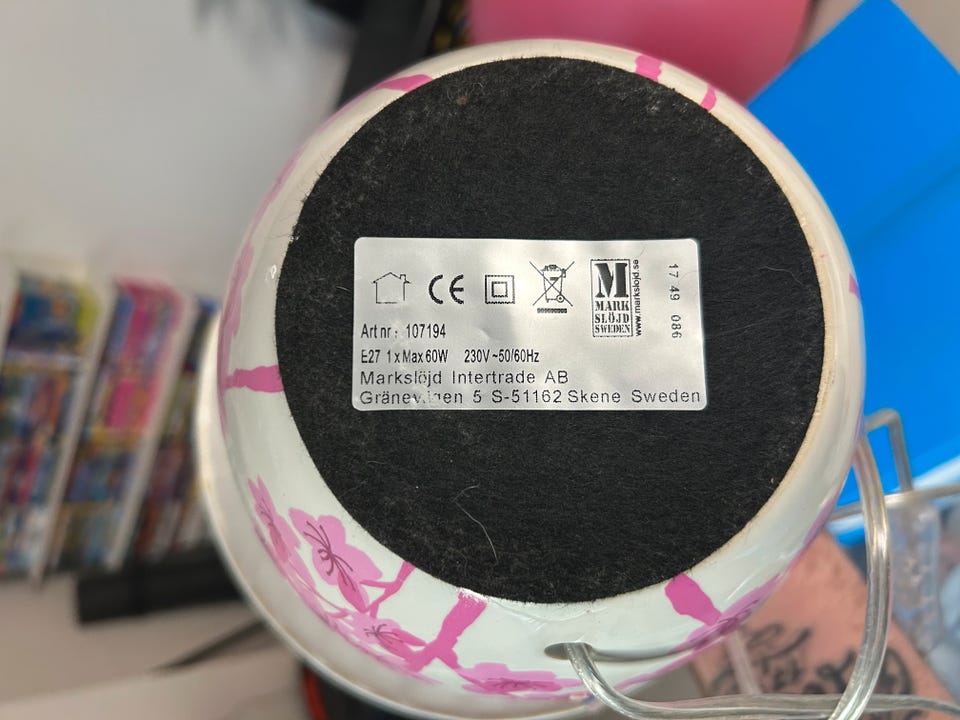 CE
M
MARK
SLÖJD
SWEDEN
www.markslojd.se
17 49 086
Art nr: 107194
E27 1 x Max 60W 230V ~50/60Hz
Markslöjd Intertrade AB
5 S-51162 Skene Sweden